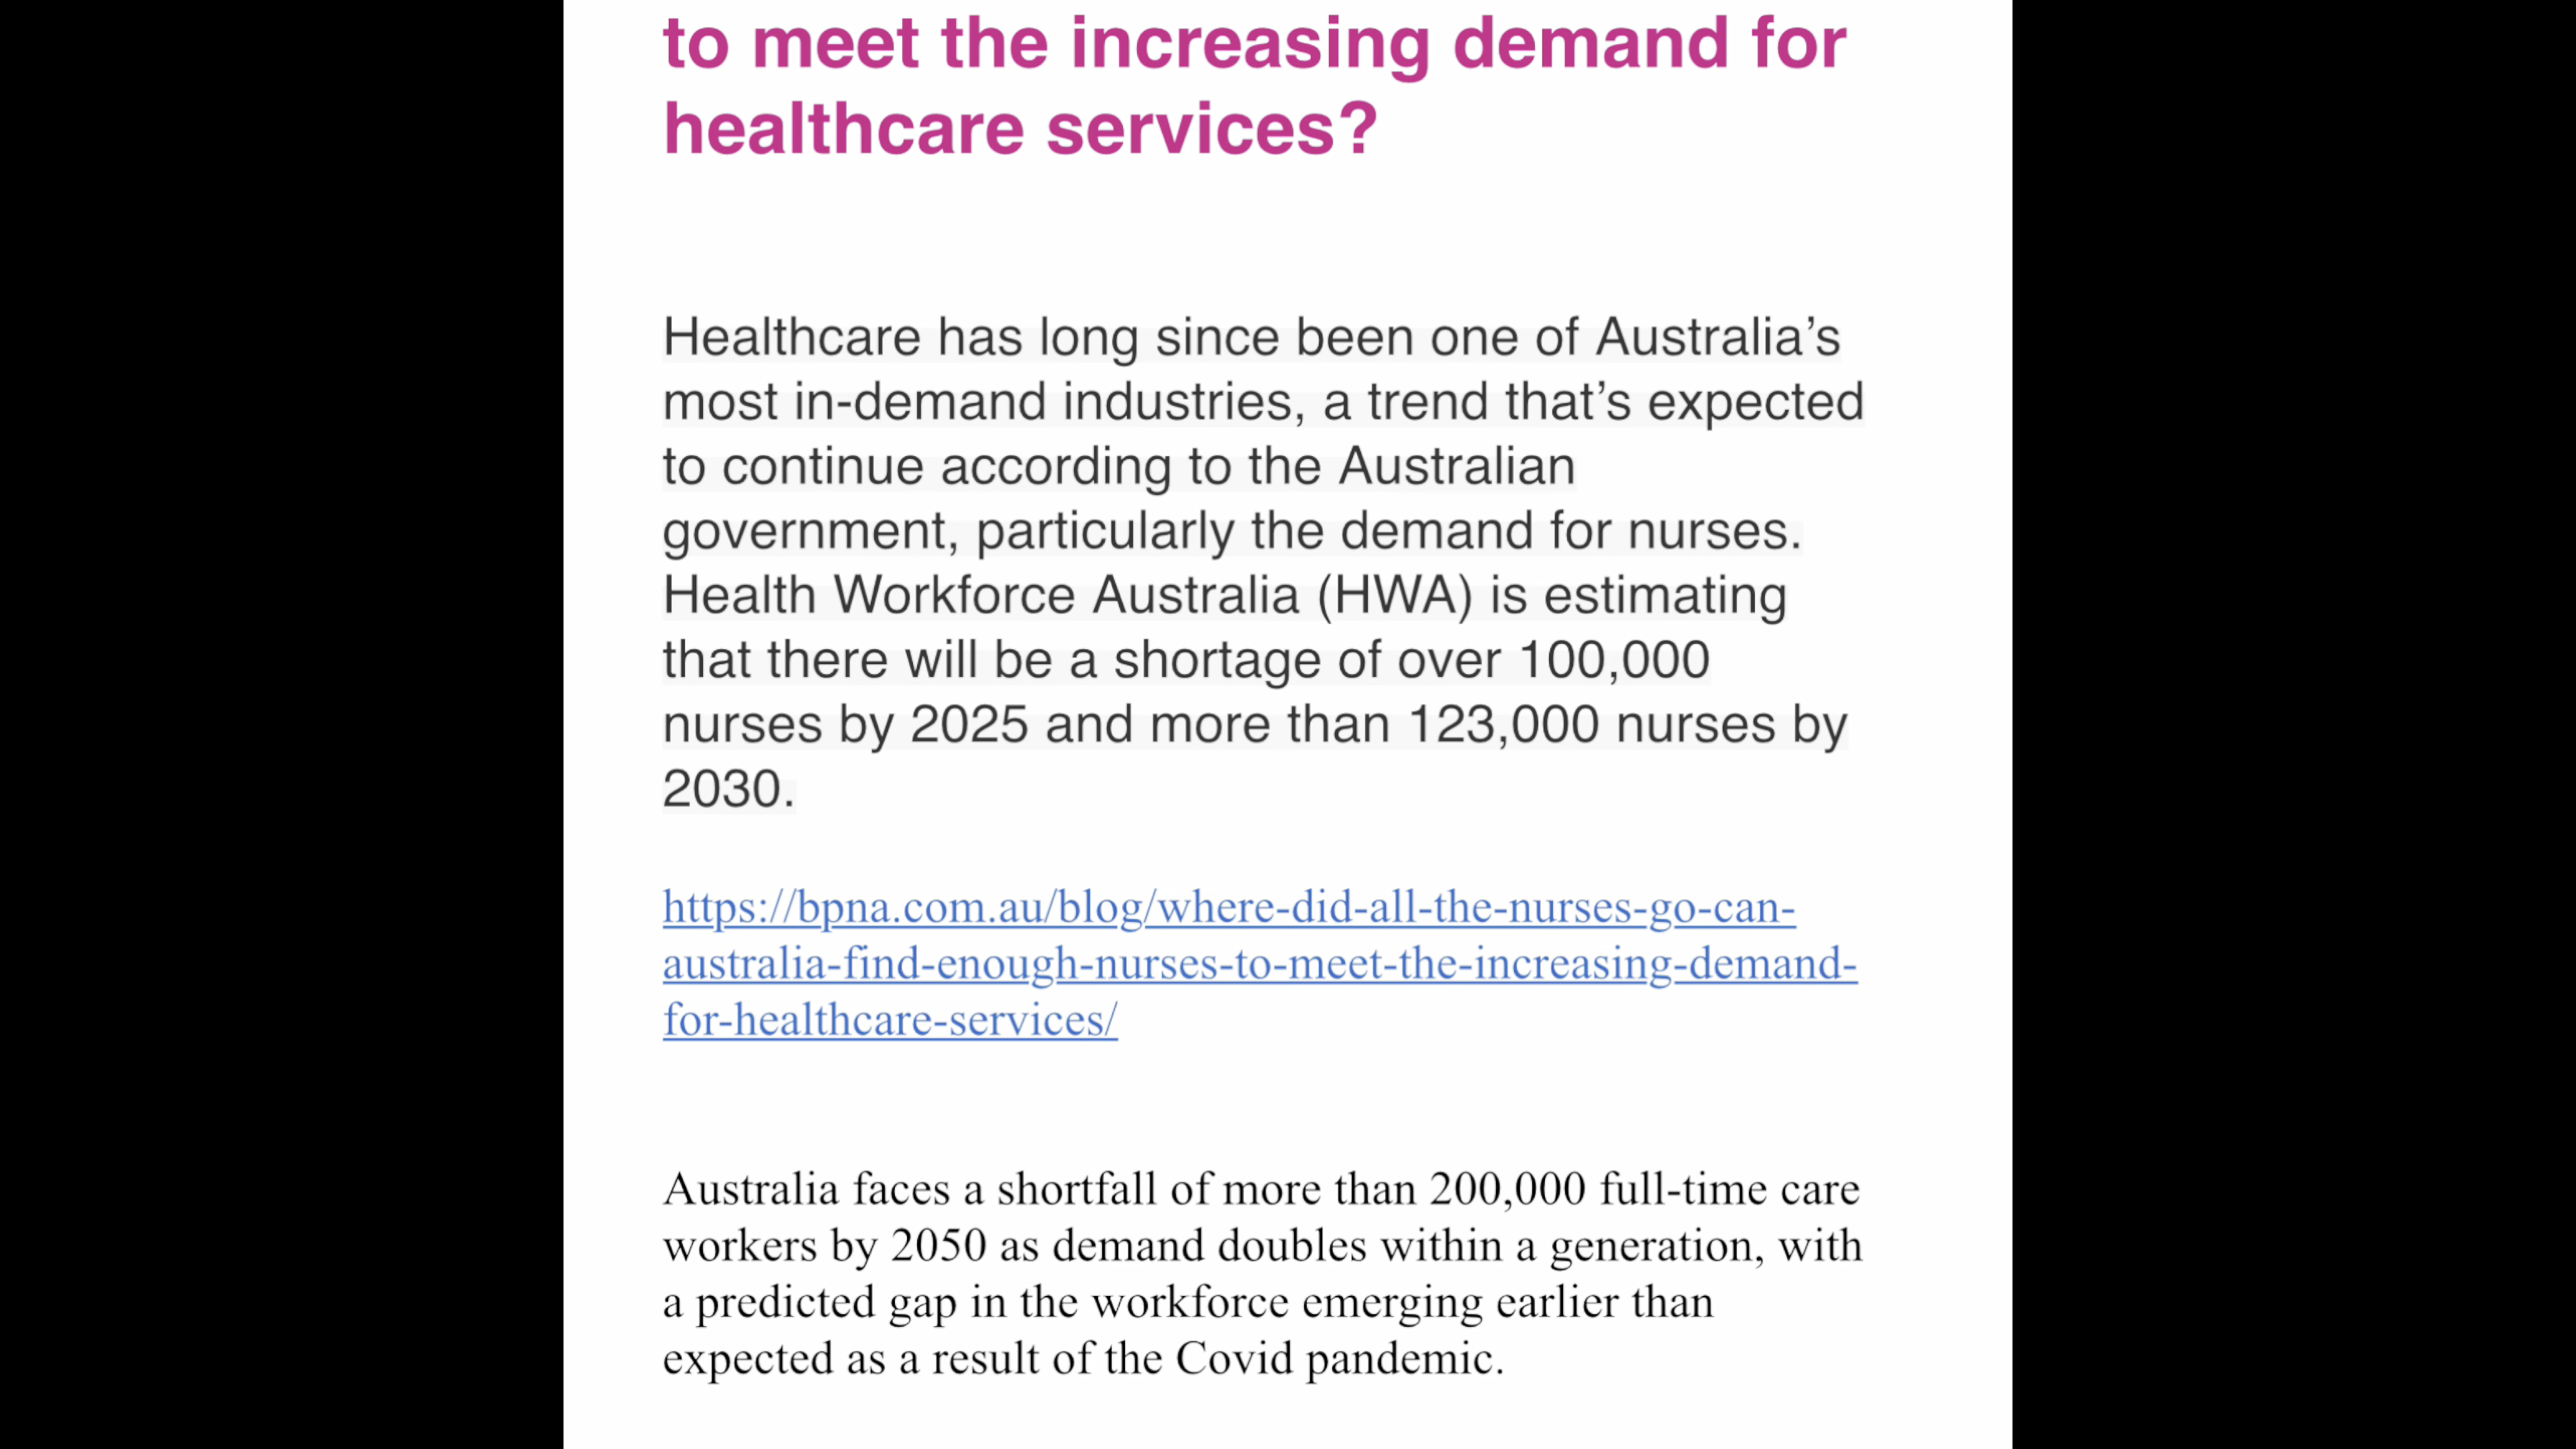 to meet the increasing demand for
healthcare services?
Healthcare has long since been one of Australia’s
most in-demand industries, a trend that’s expected
to continue according to the Australian
government, particularly the demand for nurses.
Health Workforce Australia (HWA) is estimating
that there will be a shortage of over 100,000
nurses by 2025 and more than 123,000 nurses by
2030.
https://bpna.com.au/blog/where-did-all-the-nurses-go-can-
australia-find-enough-nurses-to-meet-the-increasing-demand-
for-healthcare-services/
Australia faces a shortfall of more than 200,000 full-time care
workers by 2050 as demand doubles within a generation, with
a predicted gap in the workforce emerging earlier than
expected as a result of the Covid pandemic.